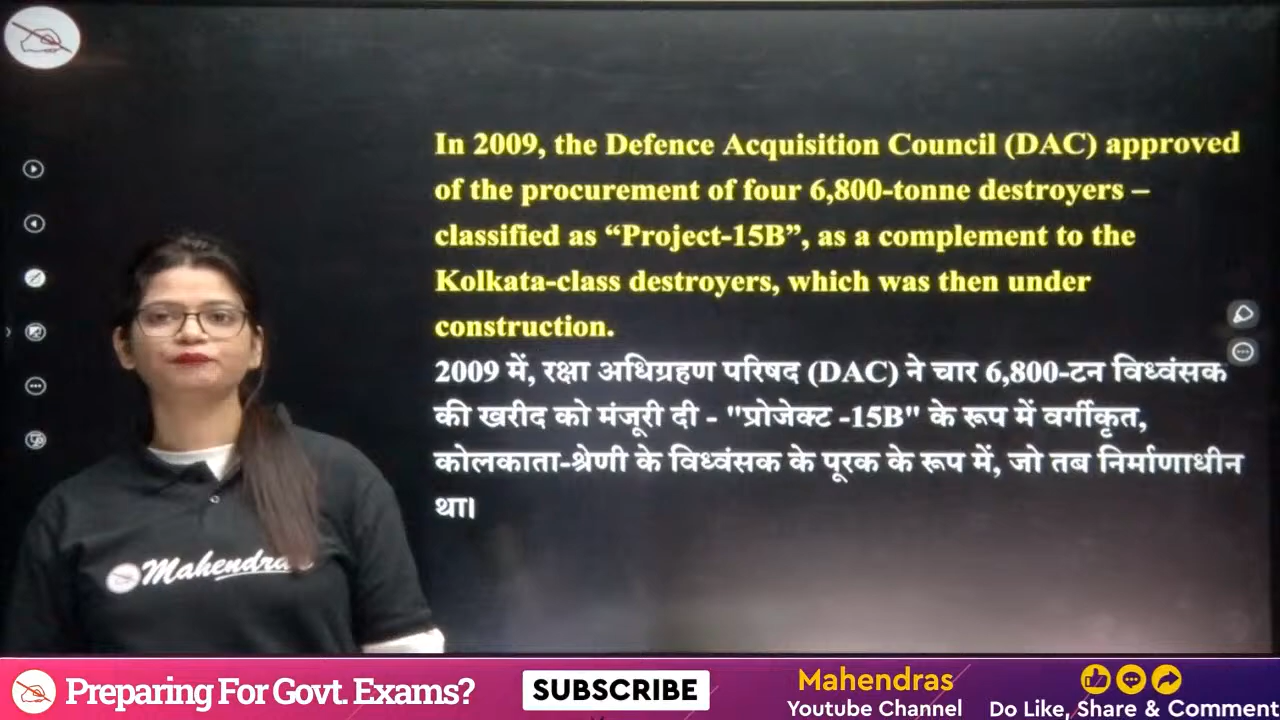 In 2009, the Defence Acquisition Council (DAC) approved
of the procurement of four 6,800-tonne destroyers –
classified as “Project-15B”, as a complement to the
Kolkata-class destroyers, which was then under
construction.
2009 में, रक्षा अधिग्रहण परिषद (DAC) ने चार 6,800-टन विध्वंसक
की खरीद को मंजूरी दी - "प्रोजेक्ट -15B" के रूप में वर्गीकृत,
कोलकाता-श्रेणी के विध्वंसक के पूरक के रूप में, जो तब निर्माणाधीन
था।
Mahendra
Preparing For Govt. Exams?
SUBSCRIBE
Mahendras
Youtube Channel
Do Like, Share & Comment